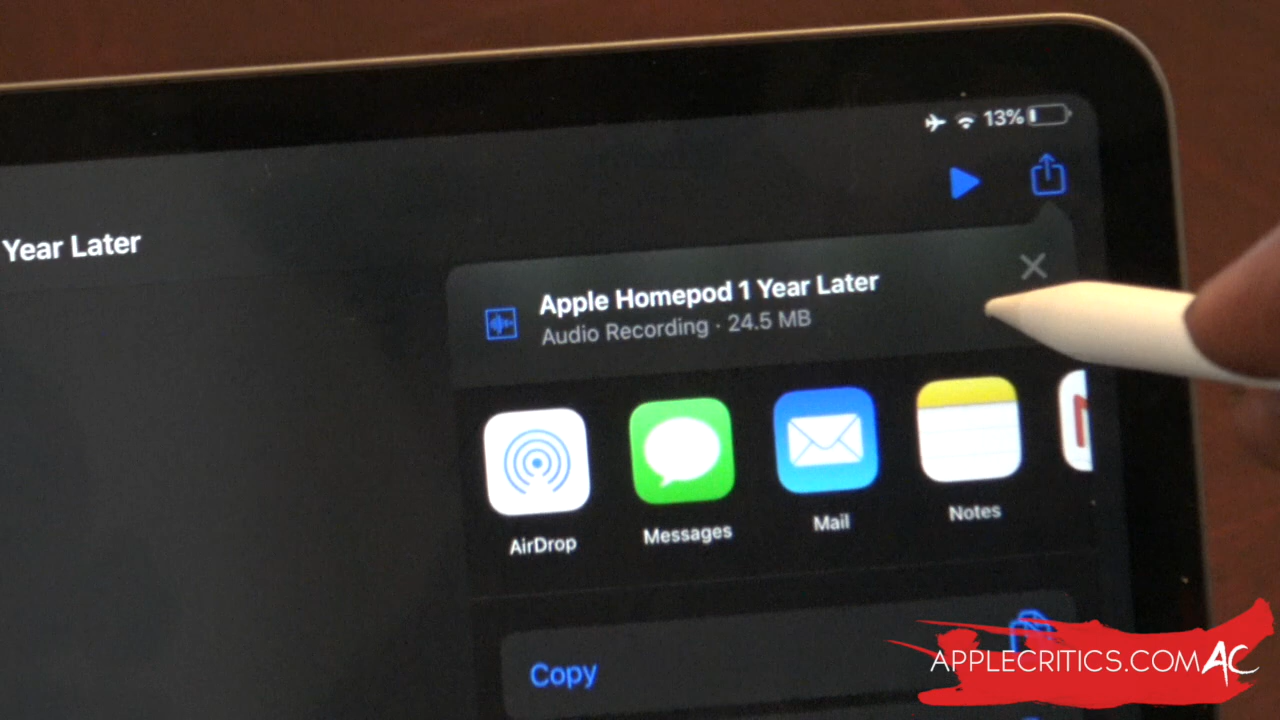 13%
Year Later
Apple Homepod 1 Year Later
Audio Recording · 24.5 MB
AirDrop
Messages
Mail
Notes
Copy
APPLECRITICS.COM AC